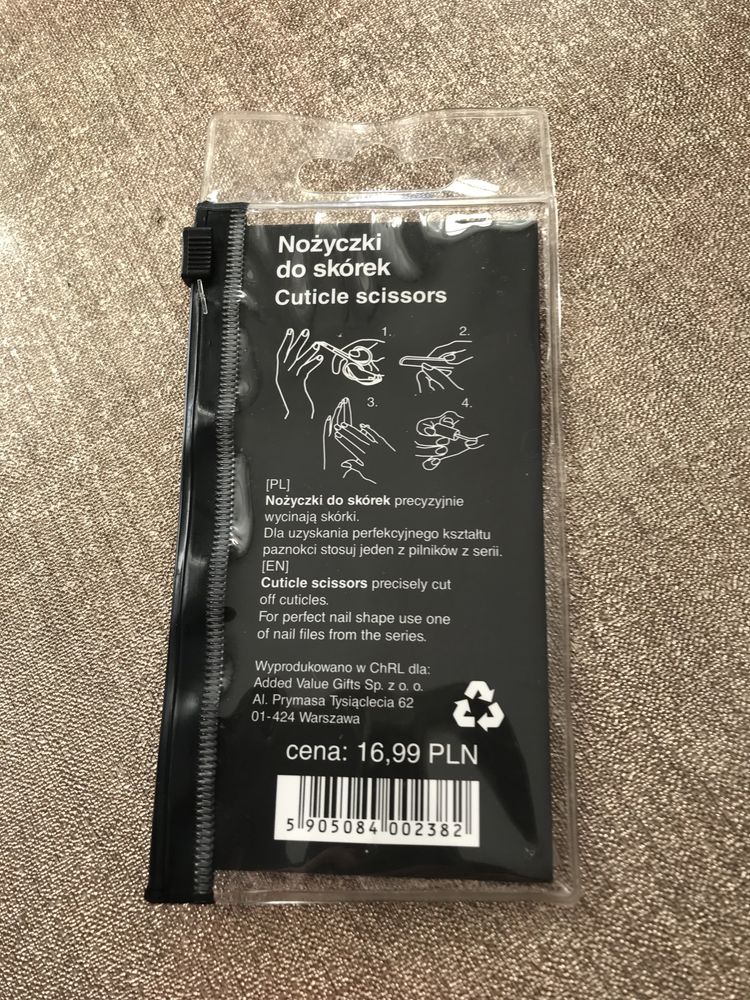 Nożyczki
do skórek
Cuticle scissors
1.
2.
3.
4.
[PL]
Nożyczki do skórek precyzyjnie
wycinają skórki.
Dla uzyskania perfekcyjnego kształtu
paznokci stosuj jeden z pilników z serii.
[EN]
Cuticle scissors precisely cut
off cuticles.
For perfect nail shape use one
of nail files from the series.
Wyprodukowano w ChRL dla:
Added Value Gifts Sp. z o. o.
Al. Prymasa Tysiąclecia 62
01-424 Warszawa
cena: 16,99 PLN
5 905084 002382